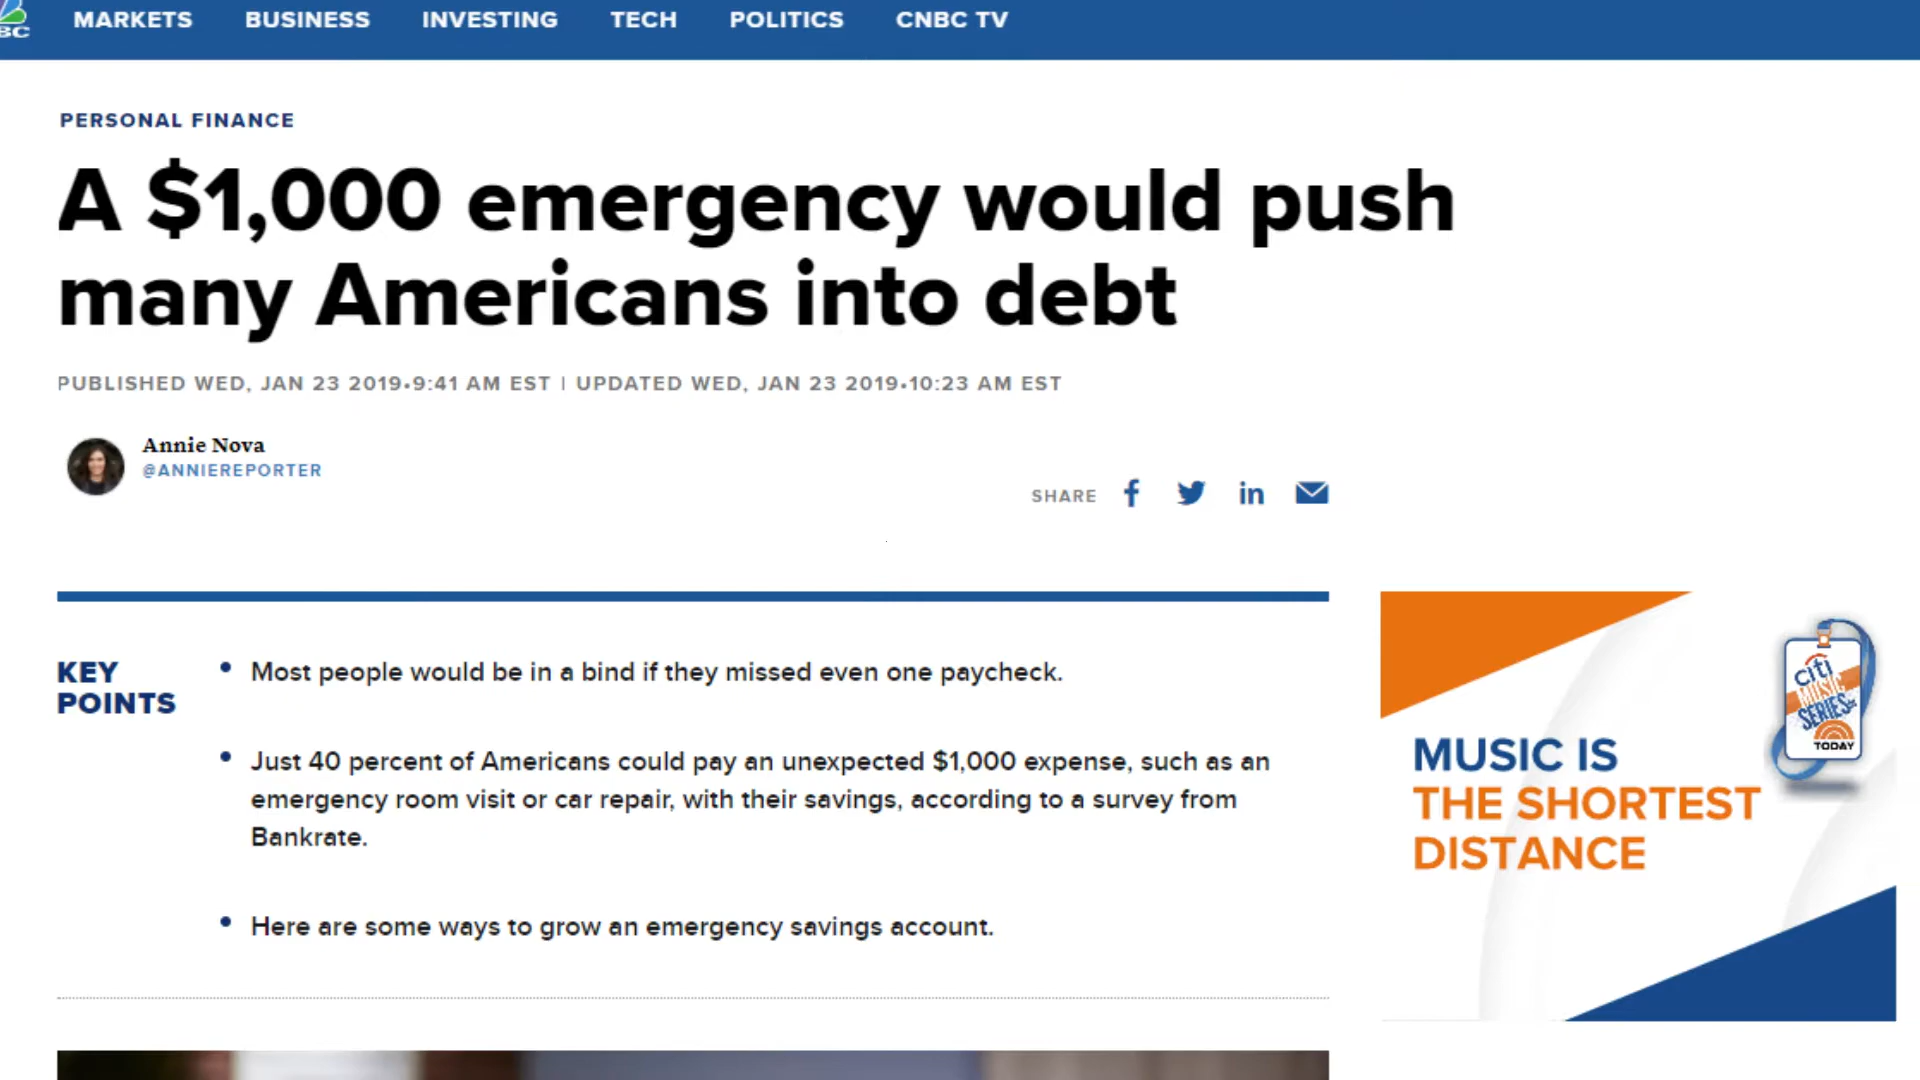 BC
MARKETS BUSINESS INVESTING TECH POLITICS CNBC TV
PERSONAL FINANCE
A $1,000 emergency would push
many Americans into debt
PUBLISHED WED, JAN 23 2019•9:41 AM EST | UPDATED WED, JAN 23 2019•10:23 AM EST
Annie Nova
@ANNIEREPORTER
SHARE
KEY
POINTS
• Most people would be in a bind if they missed even one paycheck.
• Just 40 percent of Americans could pay an unexpected $1,000 expense, such as an
emergency room visit or car repair, with their savings, according to a survey from
Bankrate.
• Here are some ways to grow an emergency savings account.
citi
MUSIC
SERIES
TODAY
MUSIC IS
THE SHORTEST
DISTANCE